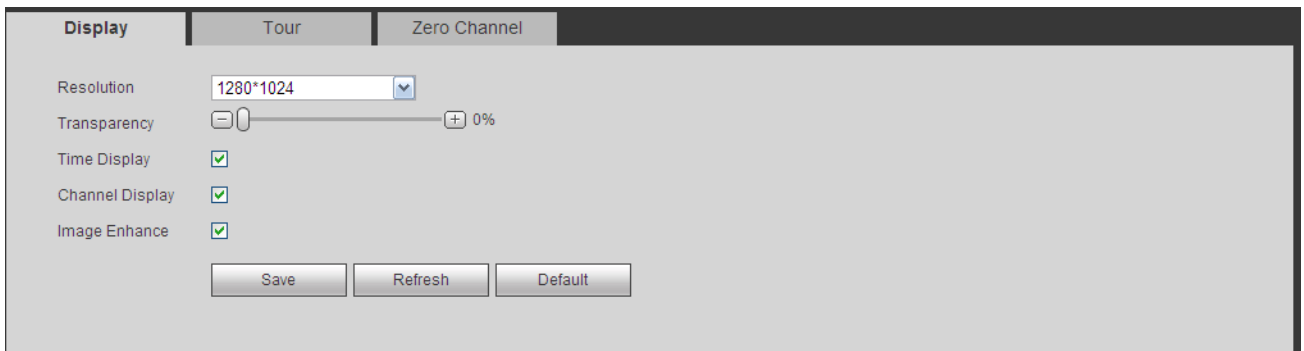 Display Tour Zero Channel
Resolution 1280*1024
Transparency 0%
Time Display
Channel Display
Image Enhance
Save Refresh Default